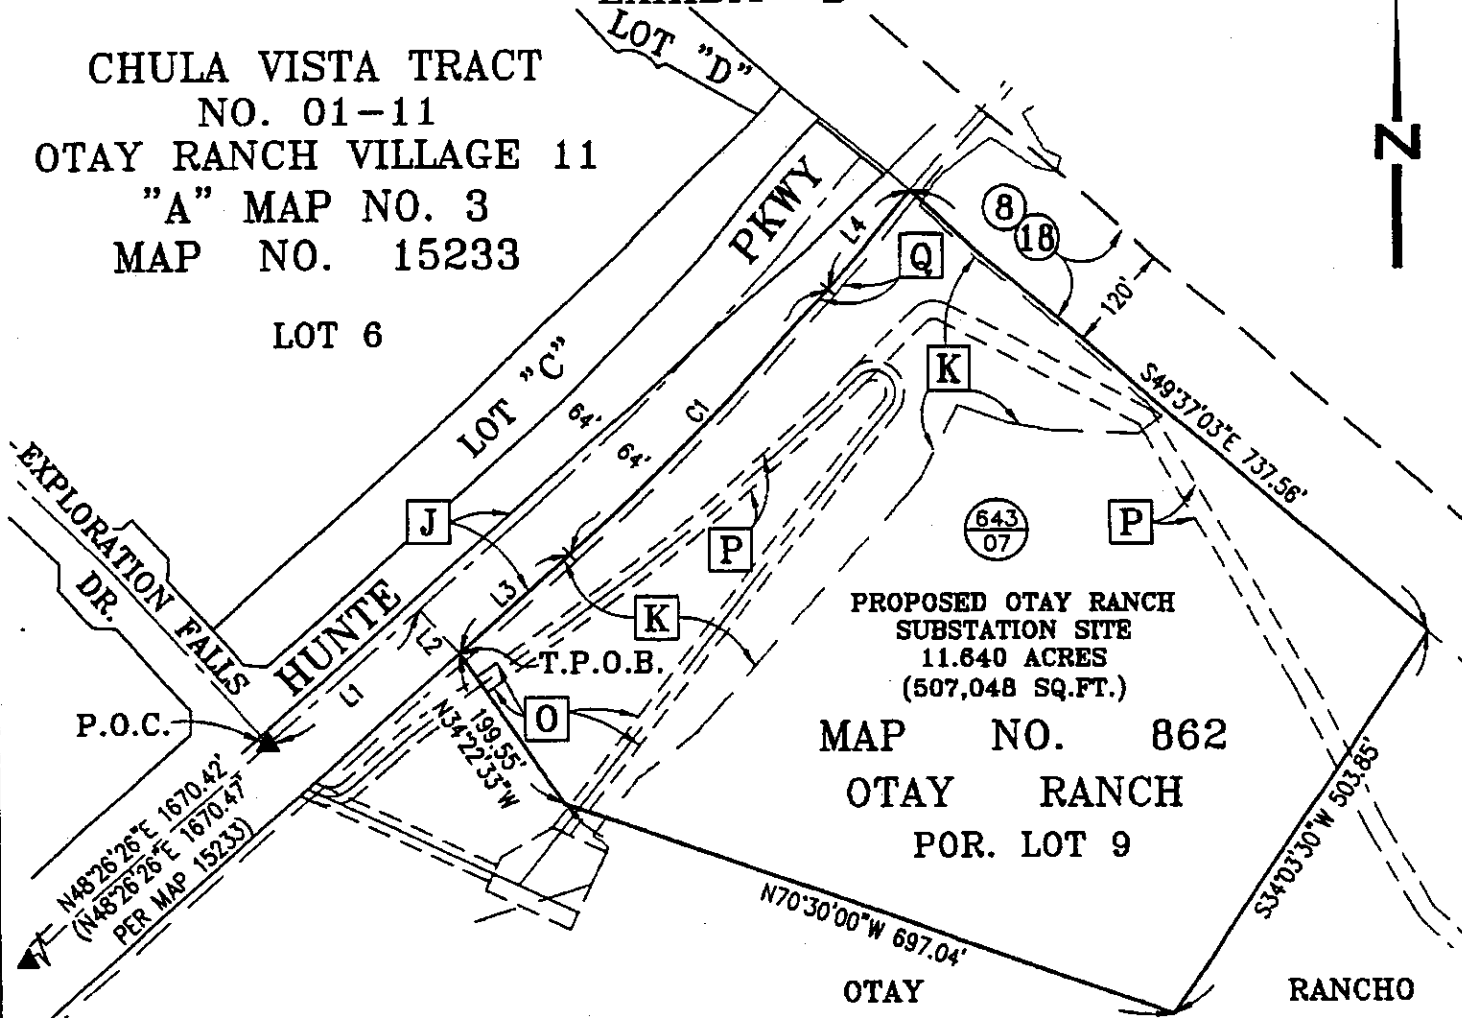 CHULA VISTA TRACT
NO. 01-11
OTAY RANCH VILLAGE 11
"A" MAP NO. 3
MAP NO. 15233
LOT 6
LOT "D"
N
PKWY
L4
Q
8
18
120'
K
S49°37'03"E 737.56'
LOT "C"
64'
64'
C1
EXPLORATION FALLS
DR.
J
P
643
07
P
HUNTE
L3
K
L2
T.P.O.B.
L1
P.O.C.
O
199.55'
N34°22'33"W
PROPOSED OTAY RANCH
SUBSTATION SITE
11.640 ACRES
(507,048 SQ.FT.)
MAP NO. 862
OTAY RANCH
POR. LOT 9
S34°03'30"W 503.85'
N48°26'26"E 1670.42'
(N48°26'26"E 1670.47'
PER MAP 15233)
N70°30'00"W 697.04'
OTAY
RANCHO